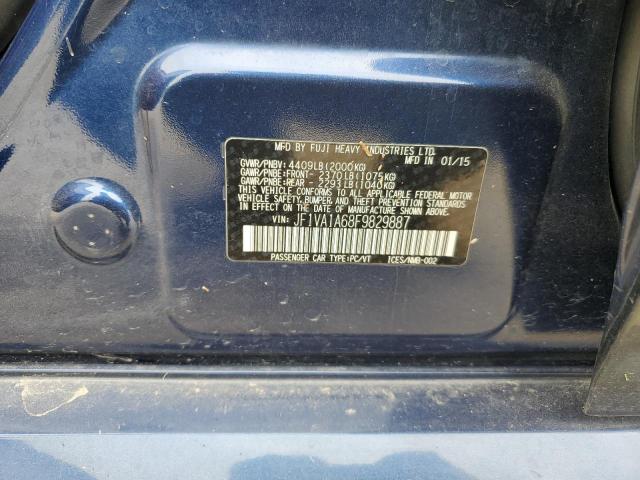 MFD BY FUJI HEAVY INDUSTRIES LTD.
GVWR/PNBV: 4409LB (2000KG) MFD IN 01/15
GAWR/PNBE:FRONT- 2370LB (1075KG)
GAWR/PNBE:REAR - 2293LB (1040KG)
THIS VEHICLE CONFORMS TO ALL APPLICABLE FEDERAL MOTOR
VEHICLE SAFETY, BUMPER, AND THEFT PREVENTION STANDARDS
IN EFFECT ON THE DATE OF MANUFACTURE SHOWN ABOVE.
VIN: JF1VA1A68F9829887
PASSENGER CAR TYPE:PC/VT ICES/NMB-002